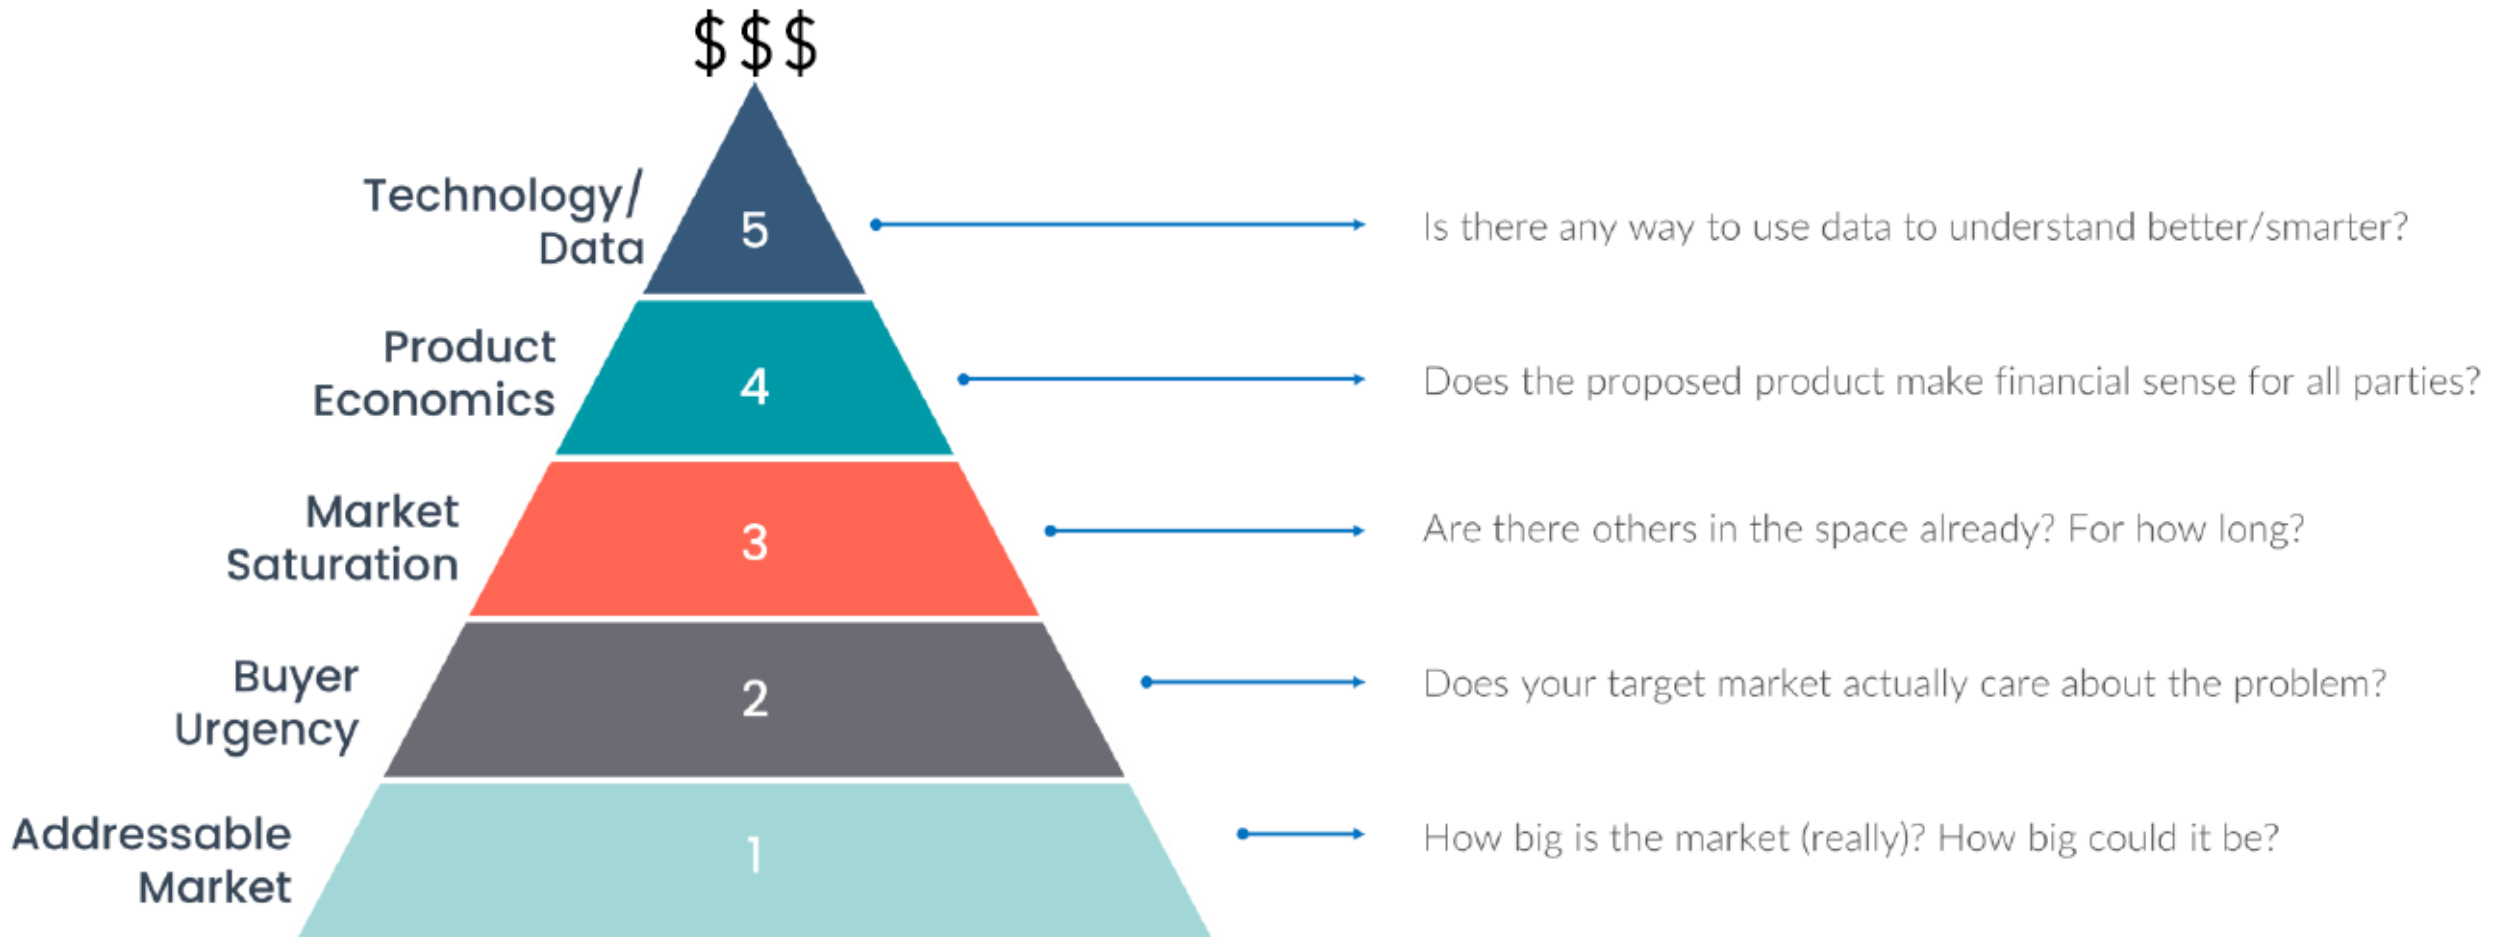 $$$
Technology/
Data
5
Is there any way to use data to understand better/smarter?
Product
Economics
4
Does the proposed product make financial sense for all parties?
Market
Saturation
3
Are there others in the space already? For how long?
Buyer
Urgency
2
Does your target market actually care about the problem?
Addressable
Market
1
How big is the market (really)? How big could it be?